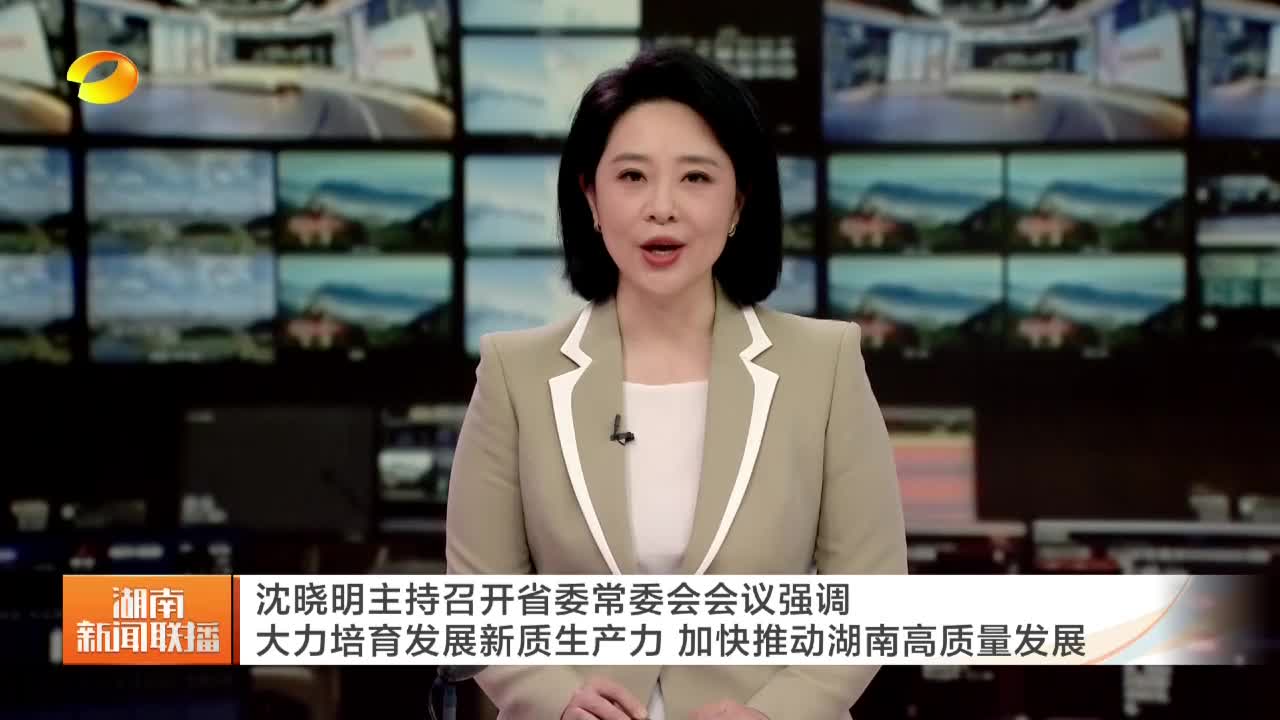 湖南
新闻联播
沈晓明主持召开省委常委会会议强调
大力培育发展新质生产力 加快推动湖南高质量发展